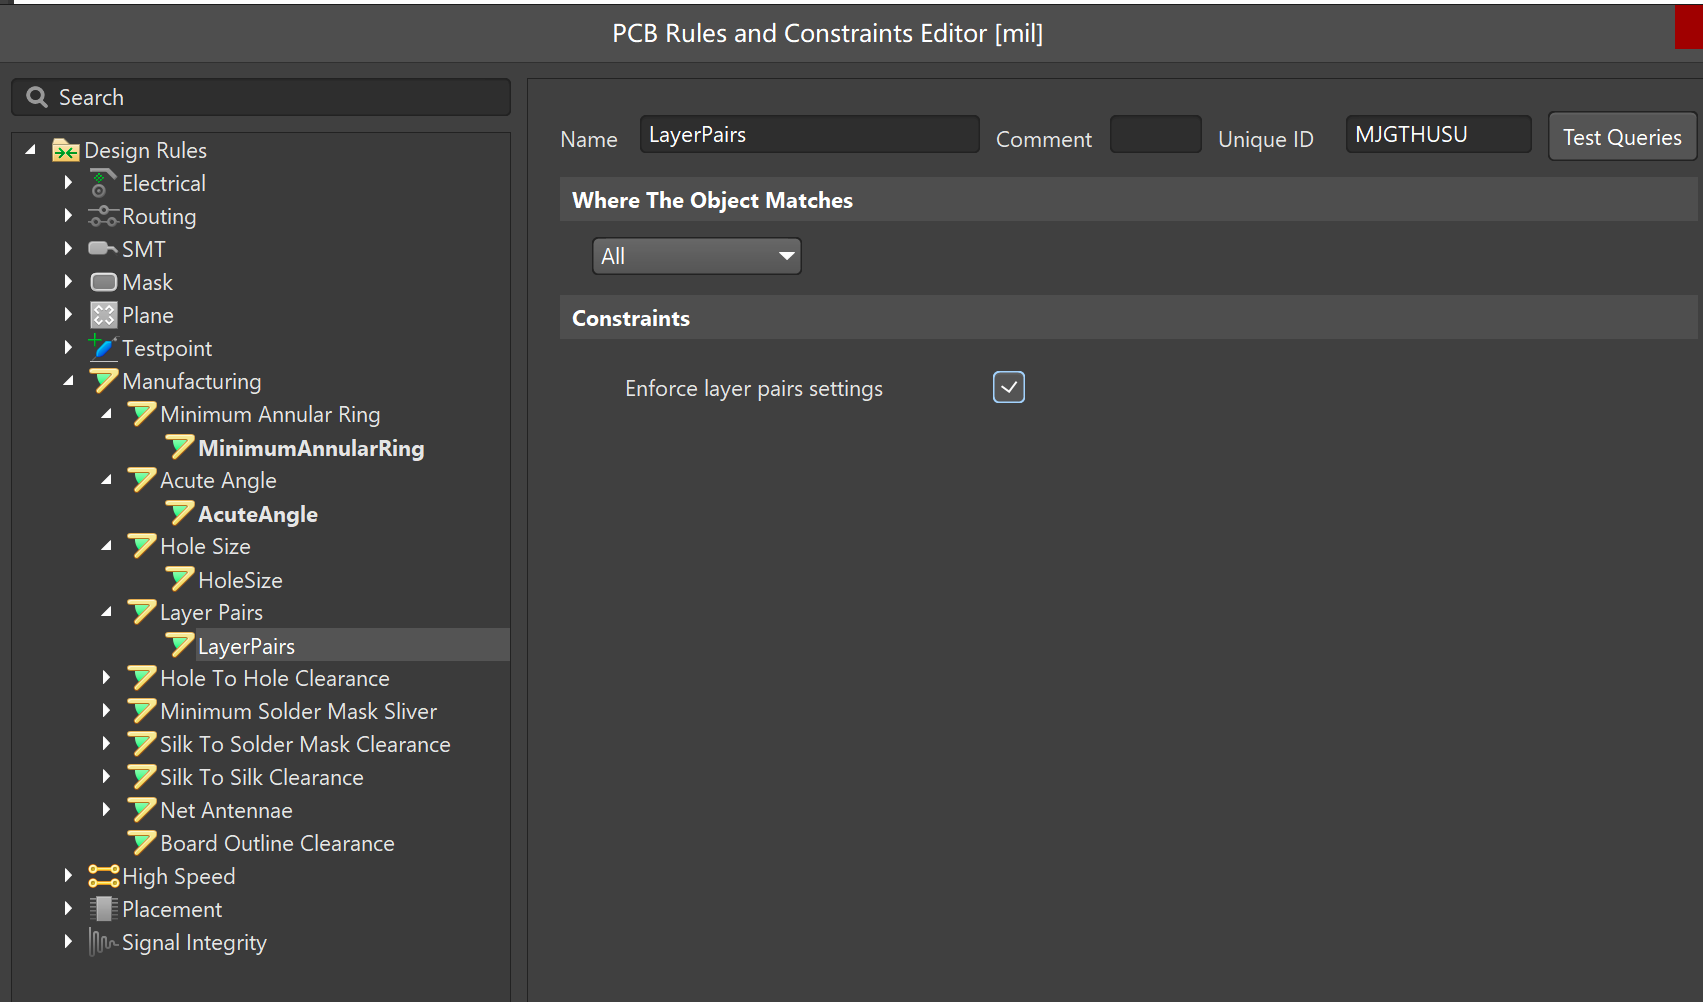 PCB Rules and Constraints Editor [mil]
Search
Design Rules
Electrical
Routing
SMT
Mask
Plane
Testpoint
Manufacturing
Minimum Annular Ring
MinimumAnnularRing
Acute Angle
AcuteAngle
Hole Size
HoleSize
Layer Pairs
LayerPairs
Hole To Hole Clearance
Minimum Solder Mask Sliver
Silk To Solder Mask Clearance
Silk To Silk Clearance
Net Antennae
Board Outline Clearance
High Speed
Placement
Signal Integrity
Name LayerPairs Comment Unique ID MJGTHUSU Test Queries
Where The Object Matches
All
Constraints
Enforce layer pairs settings